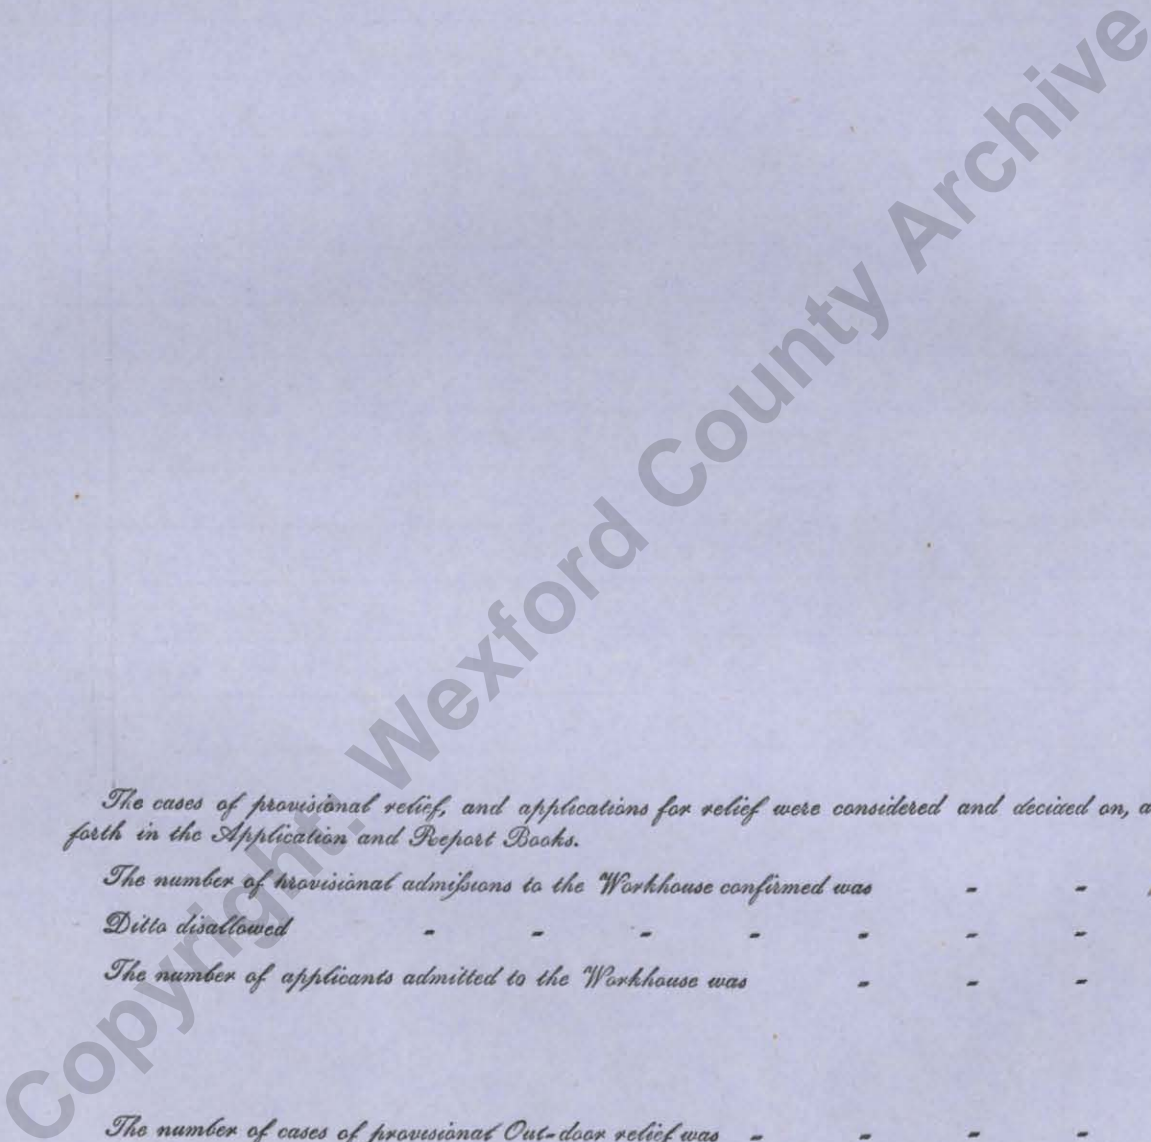 The cases of provisional relief, and applications for relief were considered and decided on, a
forth in the Application and Report Books.
The number of provisional admiſsions to the Workhouse confirmed was - -
Ditto disallowed - - - - - - -
The number of applicants admitted to the Workhouse was - - -
The number of cases of provisional Out-door relief was - - - -
Copyright. Wexford County Archive